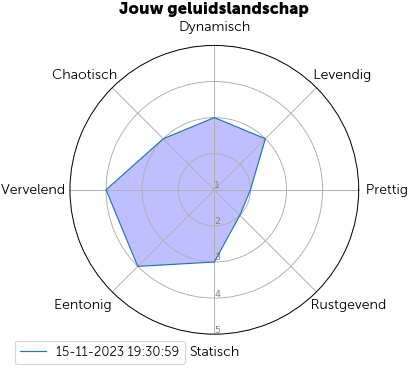 Jouw geluidslandschap
Dynamisch
Chaotisch
Levendig
Vervelend
Prettig
1
2
3
4
5
Eentonig
Rustgevend
Statisch
15-11-2023 19:30:59